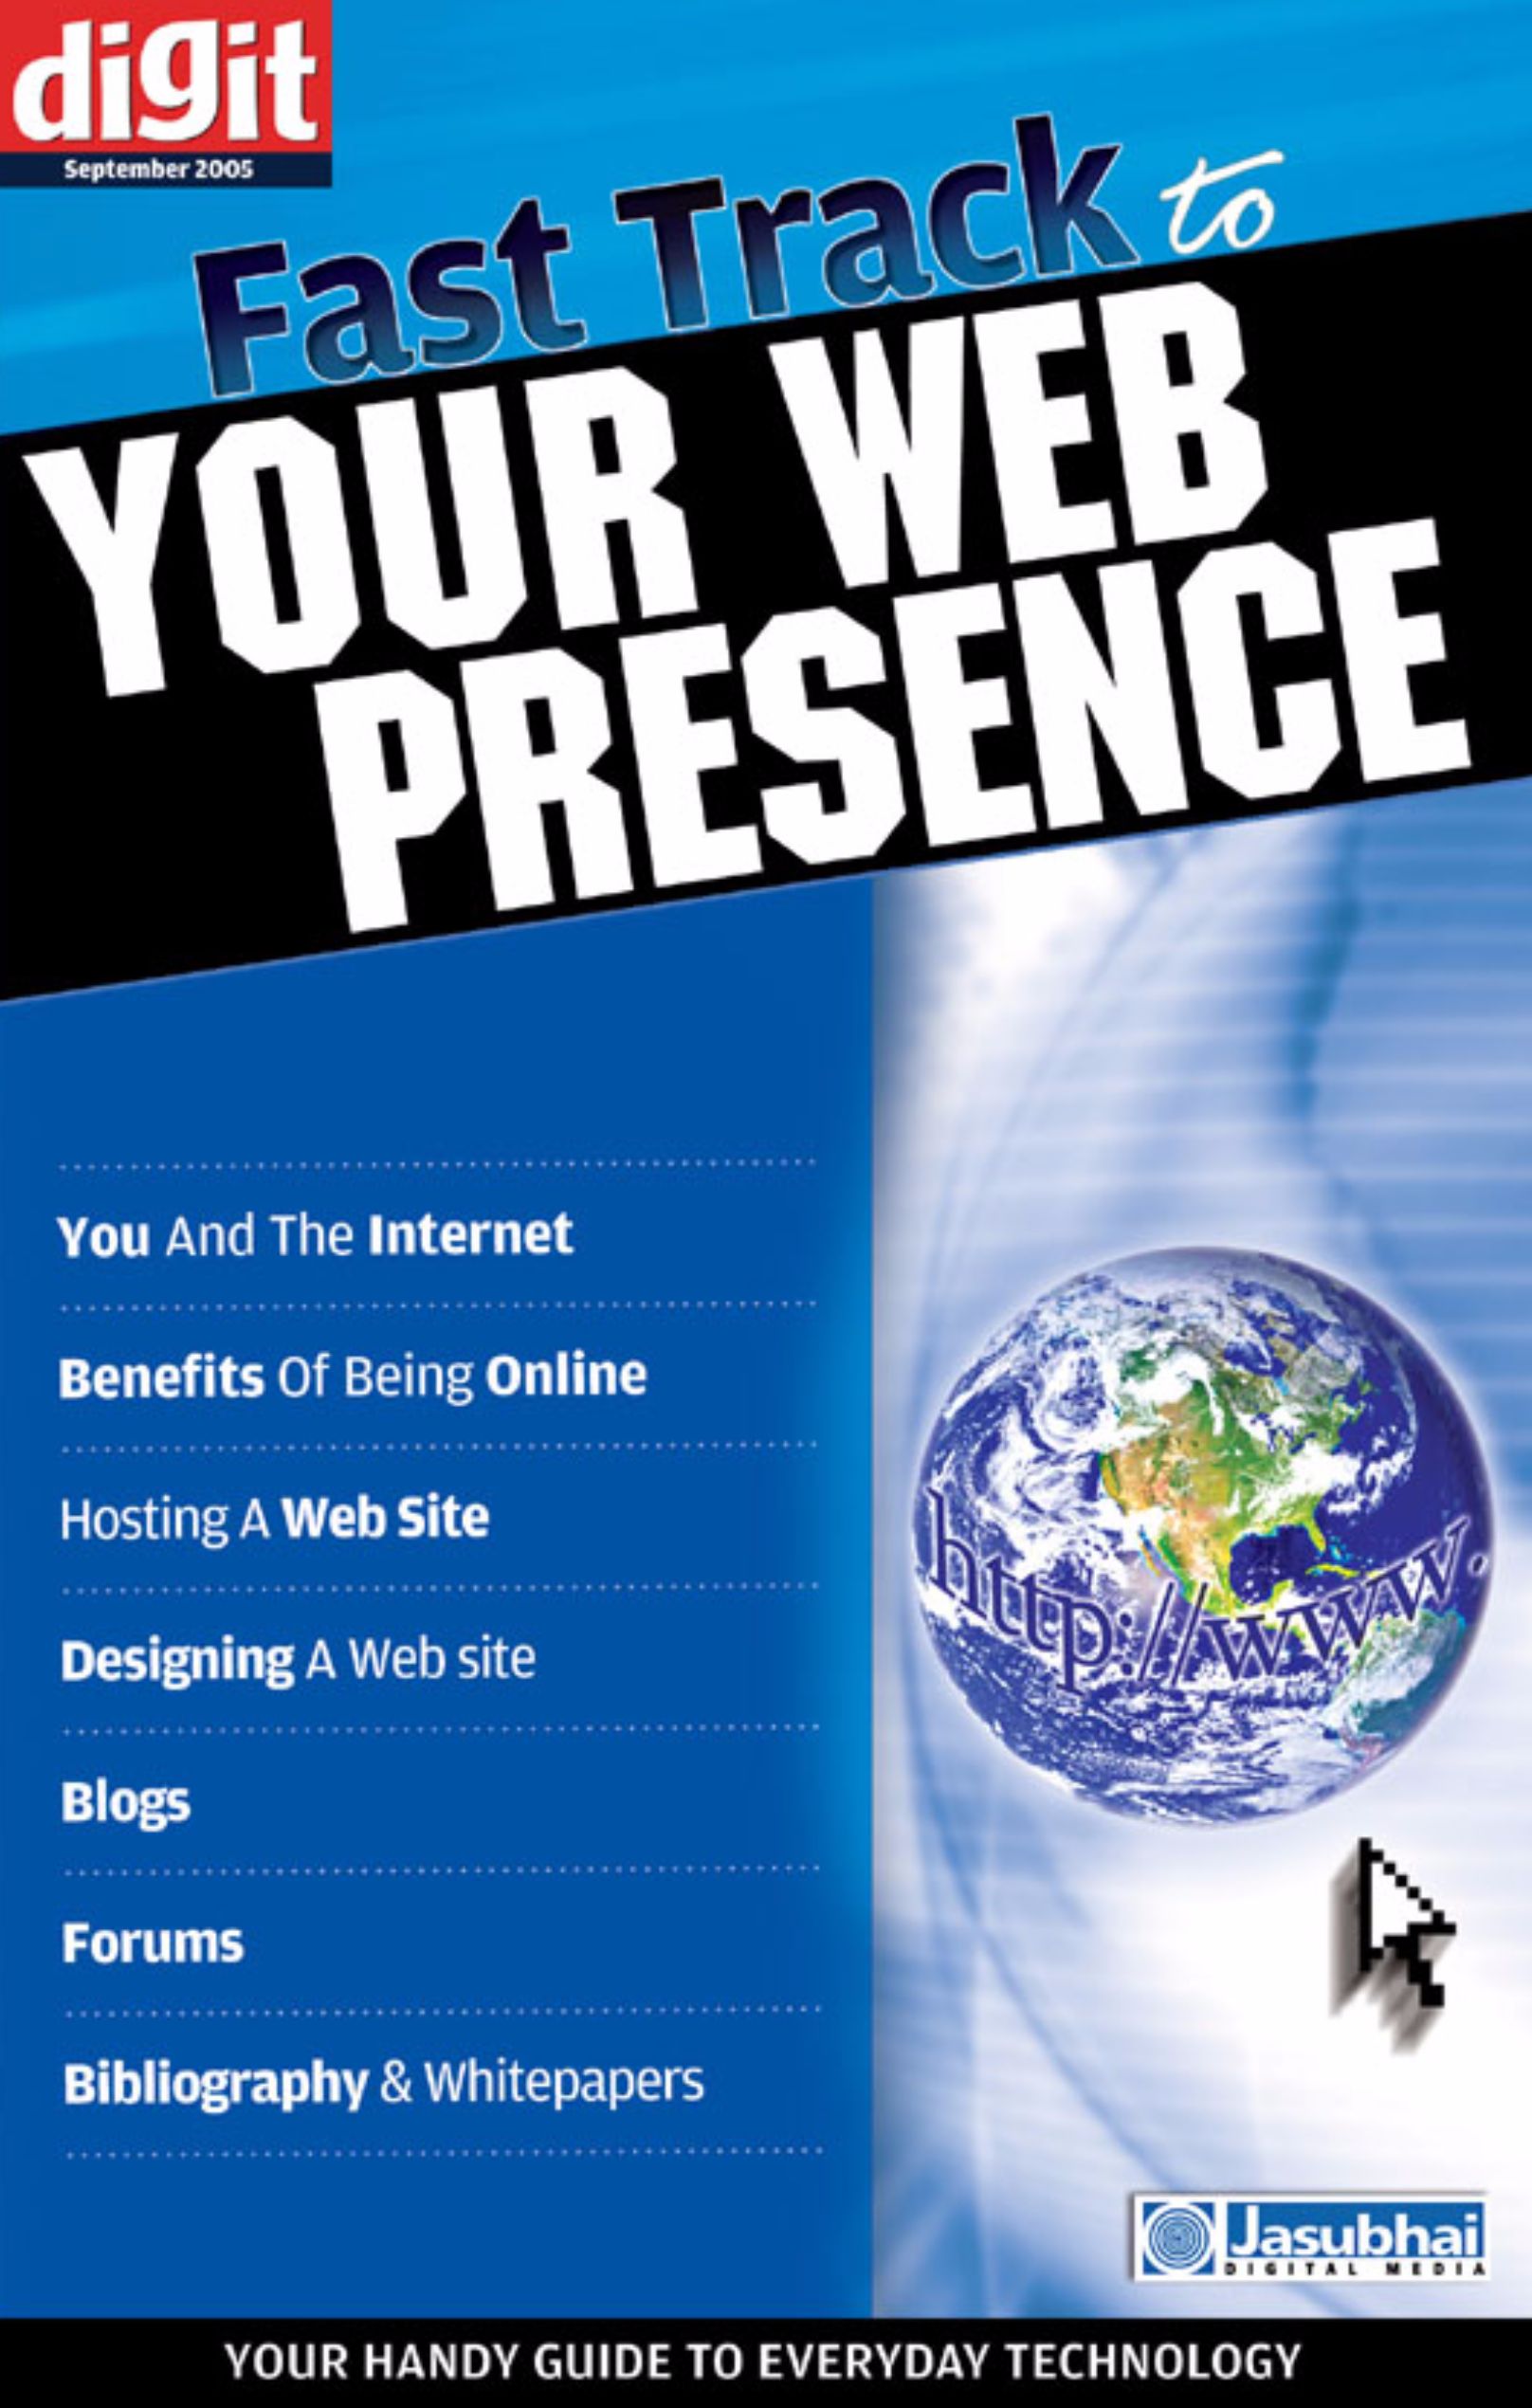 digit
September 2005
Fast Track to
YOUR WEB
PRESENCE
You And The Internet
Benefits Of Being Online
Hosting A Web Site
Designing A Web site
Blogs
Forums
Bibliography & Whitepapers
http://www.
Jasubhai
DIGITAL MEDIA
YOUR HANDY GUIDE TO EVERYDAY TECHNOLOGY